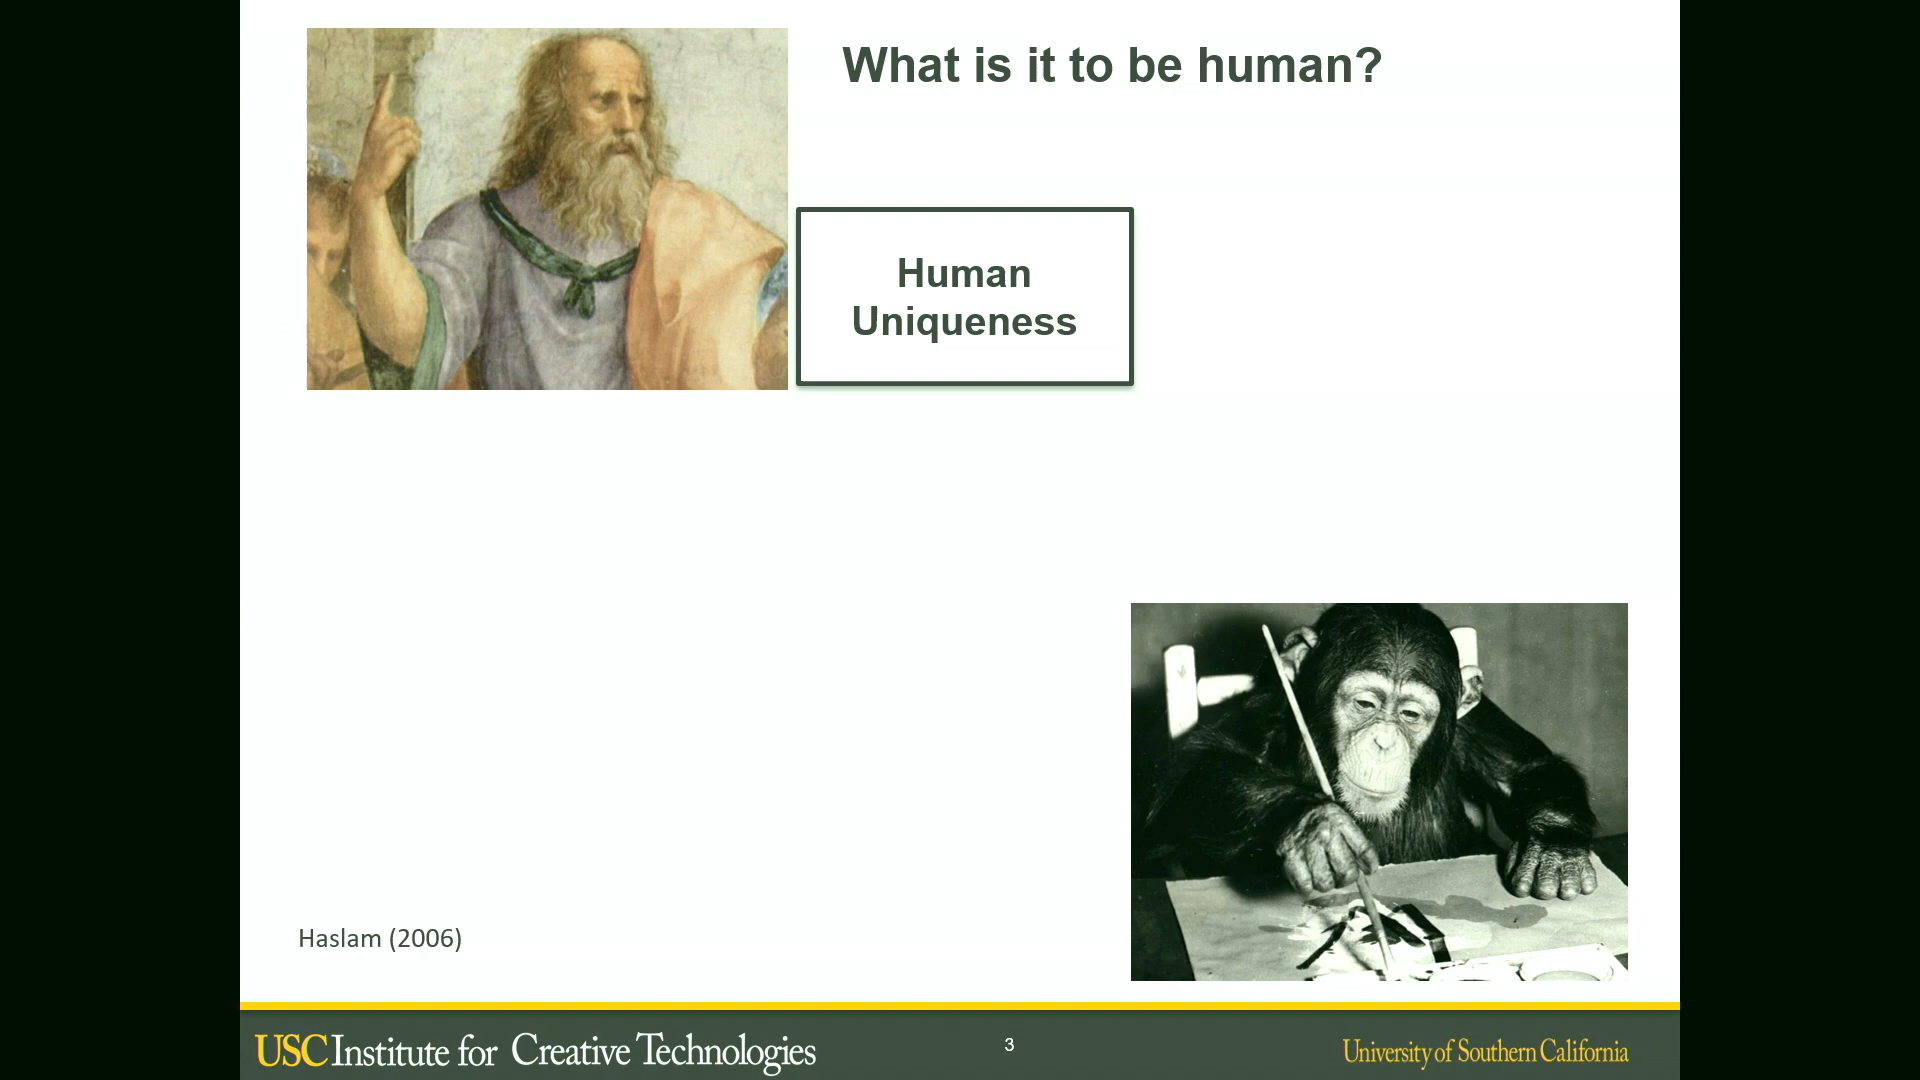 What is it to be human?
Human
Uniqueness
Haslam (2006)
USC Institute for Creative Technologies
3
University of Southern California